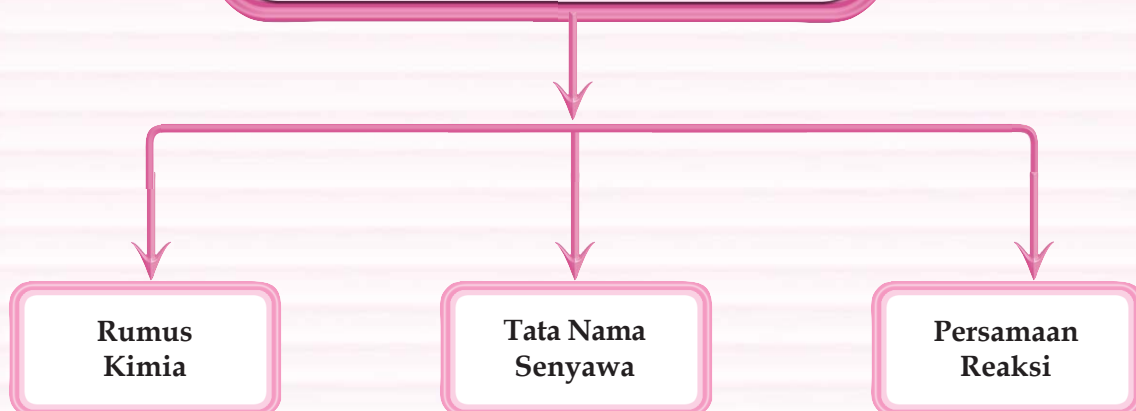 Rumus
Kimia
Tata Nama
Senyawa
Persamaan
Reaksi